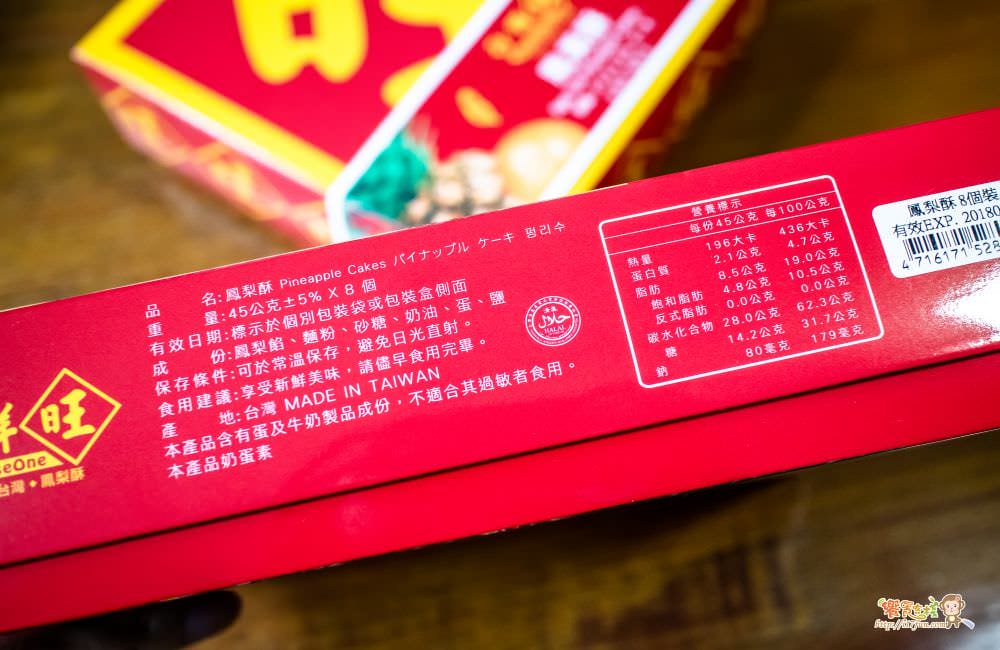 品 名:鳳梨酥 Pineapple Cakes パイナップル ケーキ 펑리수
重 量:45公克±5% X 8 個
有效日期:標示於個別包裝袋或包裝盒側面
成 份:鳳梨餡、麵粉、砂糖、奶油、蛋、鹽
保存條件:可於常溫保存,避免日光直射。
食用建議:享受新鮮美味,請儘早食用完畢。
產 地:台灣 MADE IN TAIWAN
本產品含有蛋及牛奶製品成份,不適合其過敏者食用。
本產品奶蛋素
HALAL
營養標示
每份45公克 每100公克
熱量 196大卡 436大卡
蛋白質 2.1公克 4.7公克
脂肪 8.5公克 19.0公克
飽和脂肪 4.8公克 10.5公克
反式脂肪 0.0公克 0.0公克
碳水化合物 28.0公克 62.3公克
糖 14.2公克 31.7公克
鈉 80毫克 179毫克
鳳梨酥 8個裝
有效EXP. 20180
4 716171 528
旺
eOne
台灣・鳳梨酥